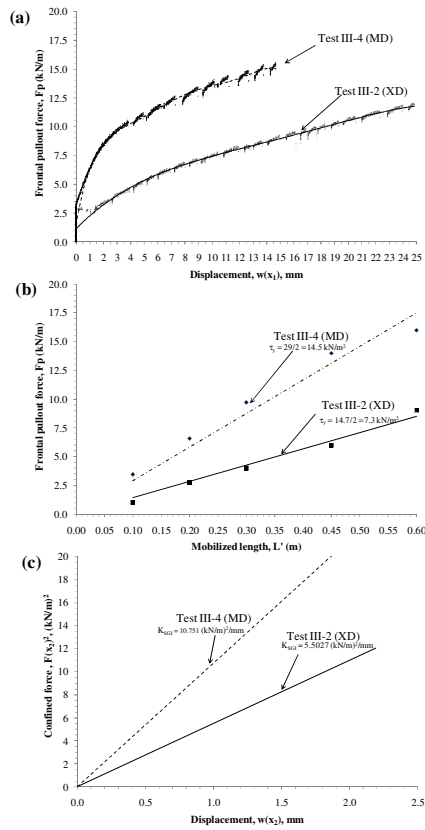 (a)
20.0
17.5
15.0
12.5
10.0
7.5
5.0
2.5
0.0
Frontal pullout force, Fp (kN/m)
Test III-4 (MD)
Test III-2 (XD)
0 1 2 3 4 5 6 7 8 9 10 11 12 13 14 15 16 17 18 19 20 21 22 23 24 25
Displacement, w(x₁), mm
(b)
20.0
17.5
15.0
12.5
10.0
7.5
5.0
2.5
0.0
Frontal pullout force, Fp (kN/m)
Test III-4 (MD)
τy = 29/2 = 14.5 kN/m²
Test III-2 (XD)
τy = 14.7/2 = 7.3 kN/m²
0.00 0.05 0.10 0.15 0.20 0.25 0.30 0.35 0.40 0.45 0.50 0.55 0.60
Mobilized length, L' (m)
(c)
20
18
16
14
12
10
8
6
4
2
0
Confined force, F(x₂)², (kN/m)²
Test III-4 (MD)
K_SGI = 10.751 (kN/m)²/mm
Test III-2 (XD)
K_SGI = 5.5027 (kN/m)²/mm
0.0 0.5 1.0 1.5 2.0 2.5
Displacement, w(x₂), mm